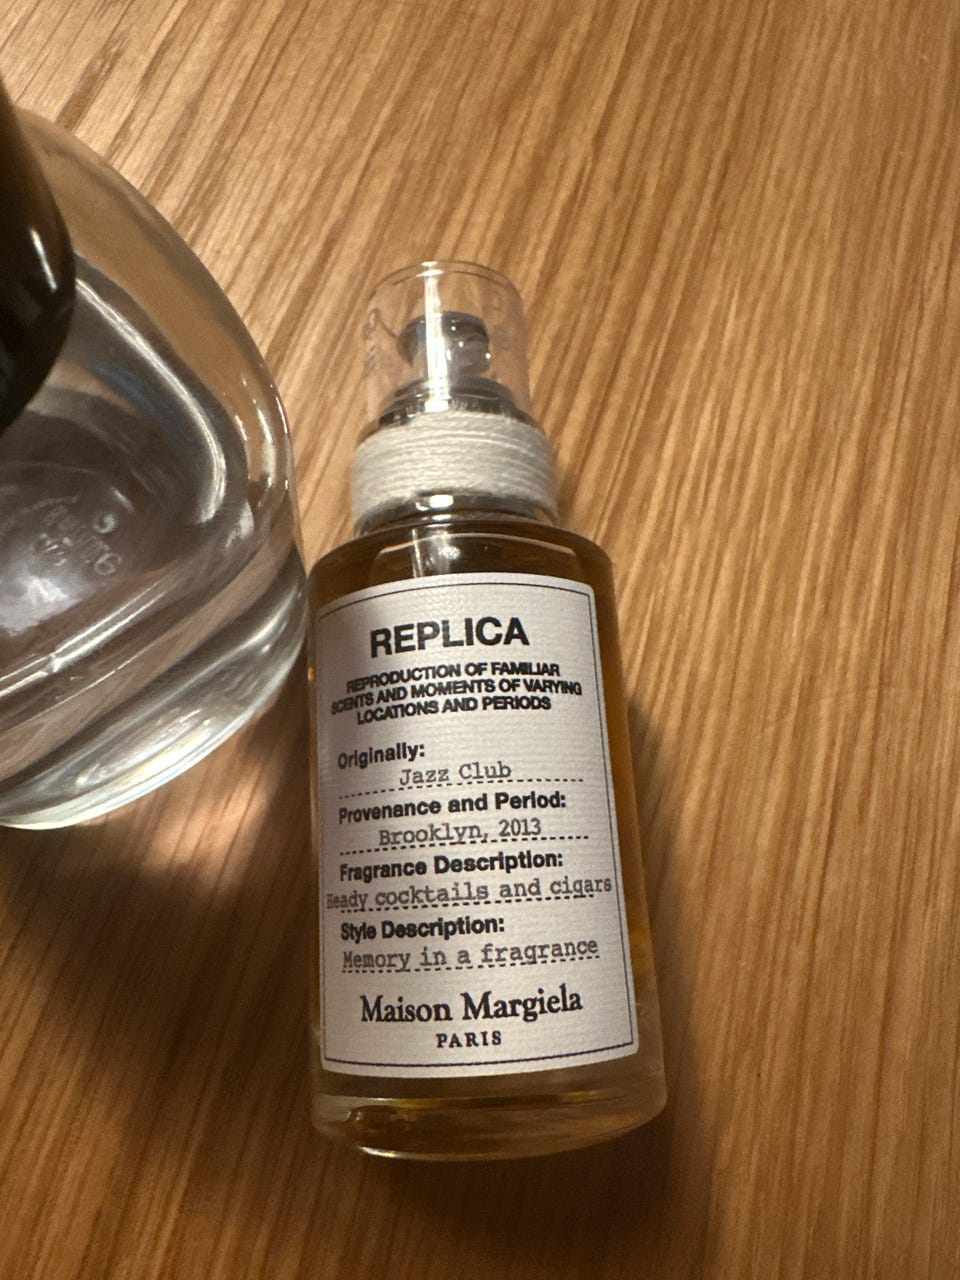 REPLICA
REPRODUCTION OF FAMILIAR
SCENTS AND MOMENTS OF VARYING
LOCATIONS AND PERIODS
Originally:
Jazz Club
Provenance and Period:
Brooklyn, 2013
Fragrance Description:
Heady cocktails and cigars
Style Description:
Memory in a fragrance
Maison Margiela
PARIS